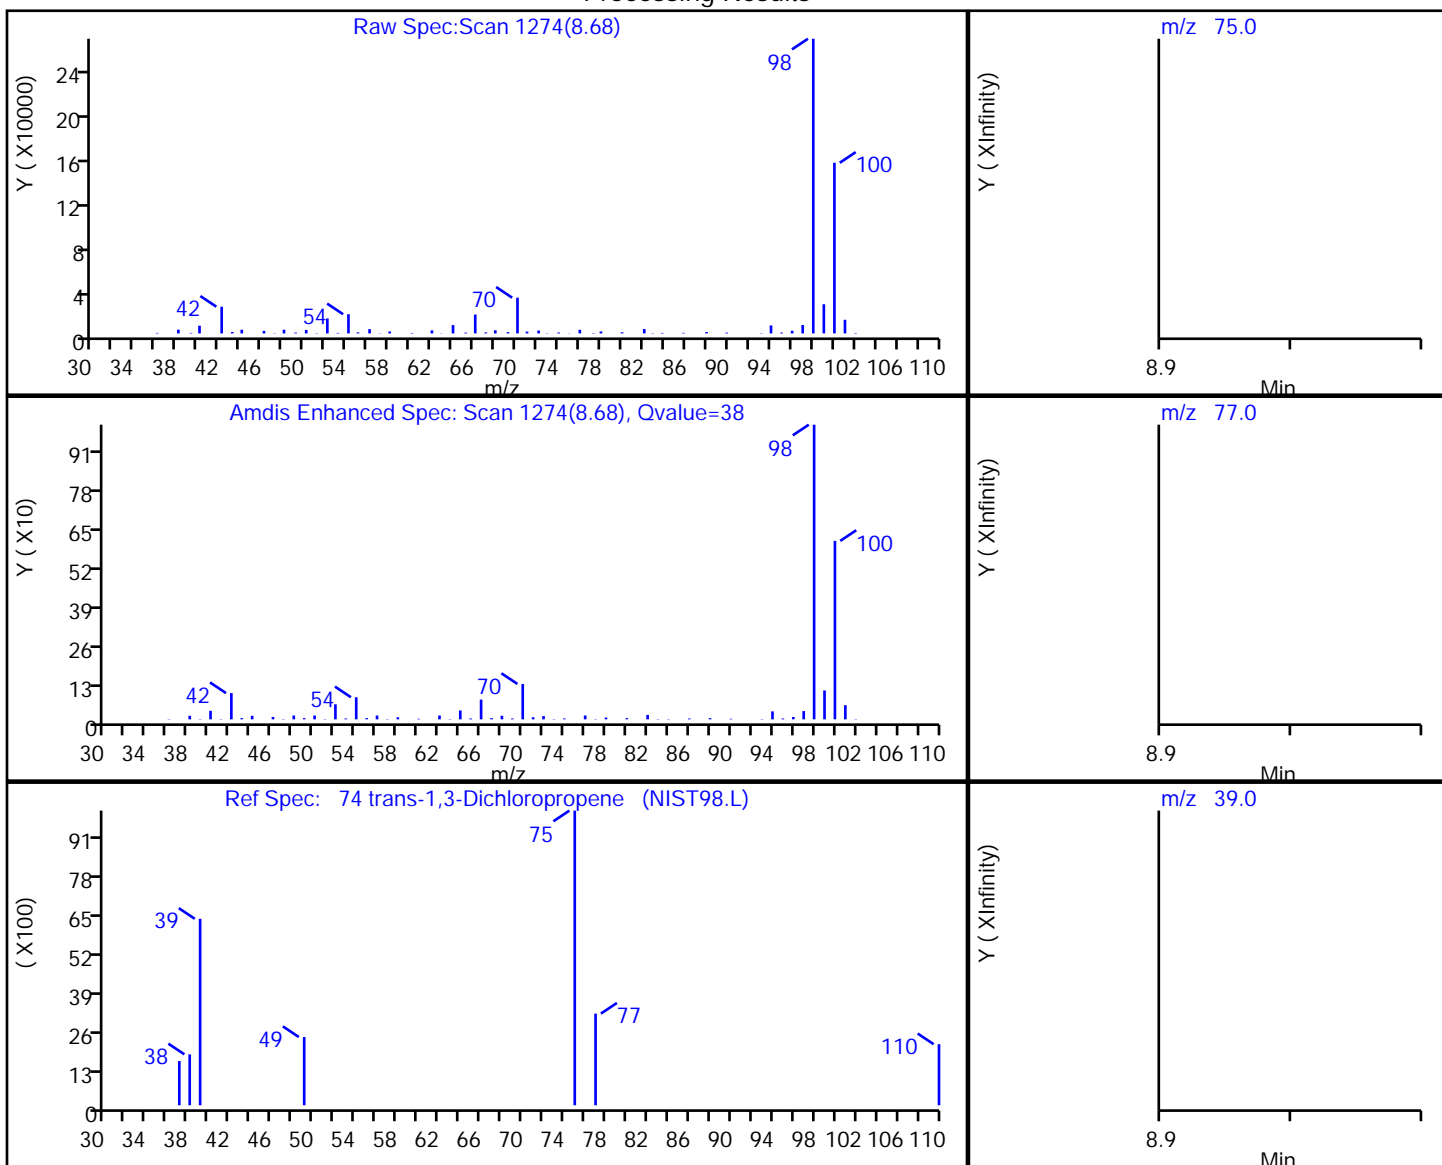 Processing Results
Raw Spec:Scan 1274(8.68)
Y ( X10000)
24
20
16
12
8
4
0
42
54
70
98
100
30 34 38 42 46 50 54 58 62 66 70 74 78 82 86 90 94 98 102 106 110
m/z
m/z 75.0
Y ( XInfinity)
8.9
Min
Amdis Enhanced Spec: Scan 1274(8.68), Qvalue=38
Y ( X10)
91
78
65
52
39
26
13
0
42
54
70
98
100
30 34 38 42 46 50 54 58 62 66 70 74 78 82 86 90 94 98 102 106 110
m/z
m/z 77.0
Y ( XInfinity)
8.9
Min
Ref Spec: 74 trans-1,3-Dichloropropene (NIST98.L)
( X100)
91
78
65
52
39
26
13
0
38
39
49
75
77
110
30 34 38 42 46 50 54 58 62 66 70 74 78 82 86 90 94 98 102 106 110
m/z 39.0
Y ( XInfinity)
8.9
Min